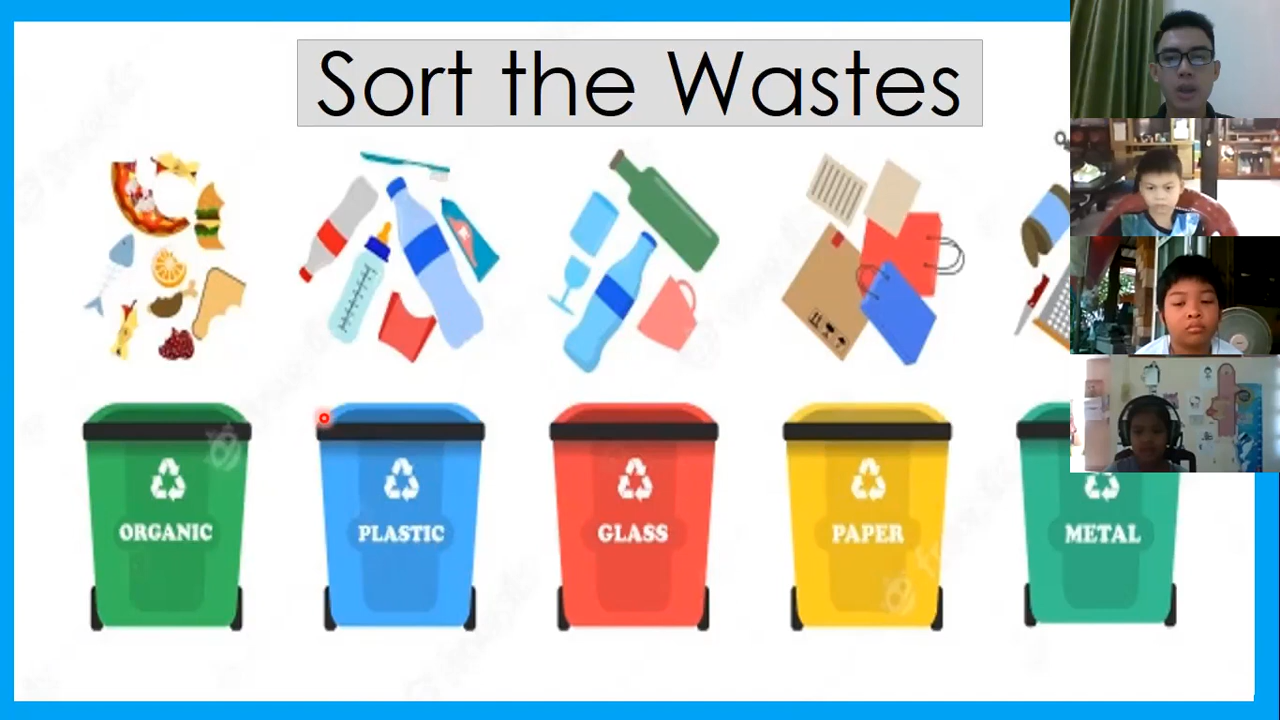 Sort the Wastes
ORGANIC
PLASTIC
GLASS
PAPER
METAL